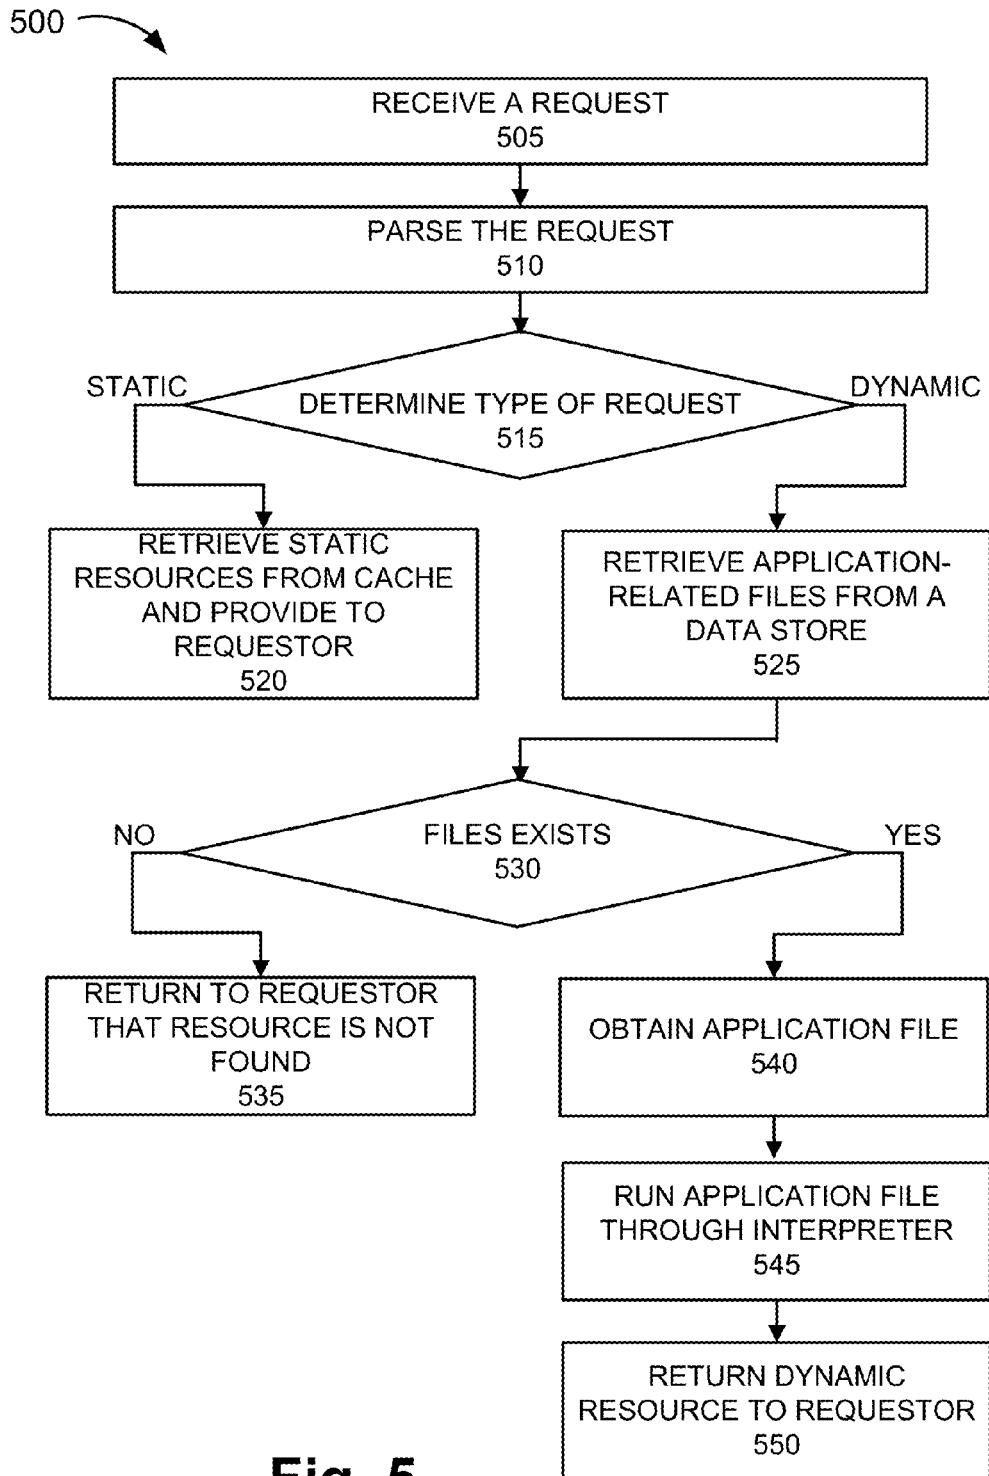 500
RECEIVE A REQUEST
505
PARSE THE REQUEST
510
STATIC
DYNAMIC
DETERMINE TYPE OF REQUEST
515
RETRIEVE STATIC
RESOURCES FROM CACHE
AND PROVIDE TO
REQUESTOR
520
RETRIEVE APPLICATION-
RELATED FILES FROM A
DATA STORE
525
NO
YES
FILES EXISTS
530
RETURN TO REQUESTOR
THAT RESOURCE IS NOT
FOUND
535
OBTAIN APPLICATION FILE
540
RUN APPLICATION FILE
THROUGH INTERPRETER
545
RETURN DYNAMIC
RESOURCE TO REQUESTOR
550
Fig. 5